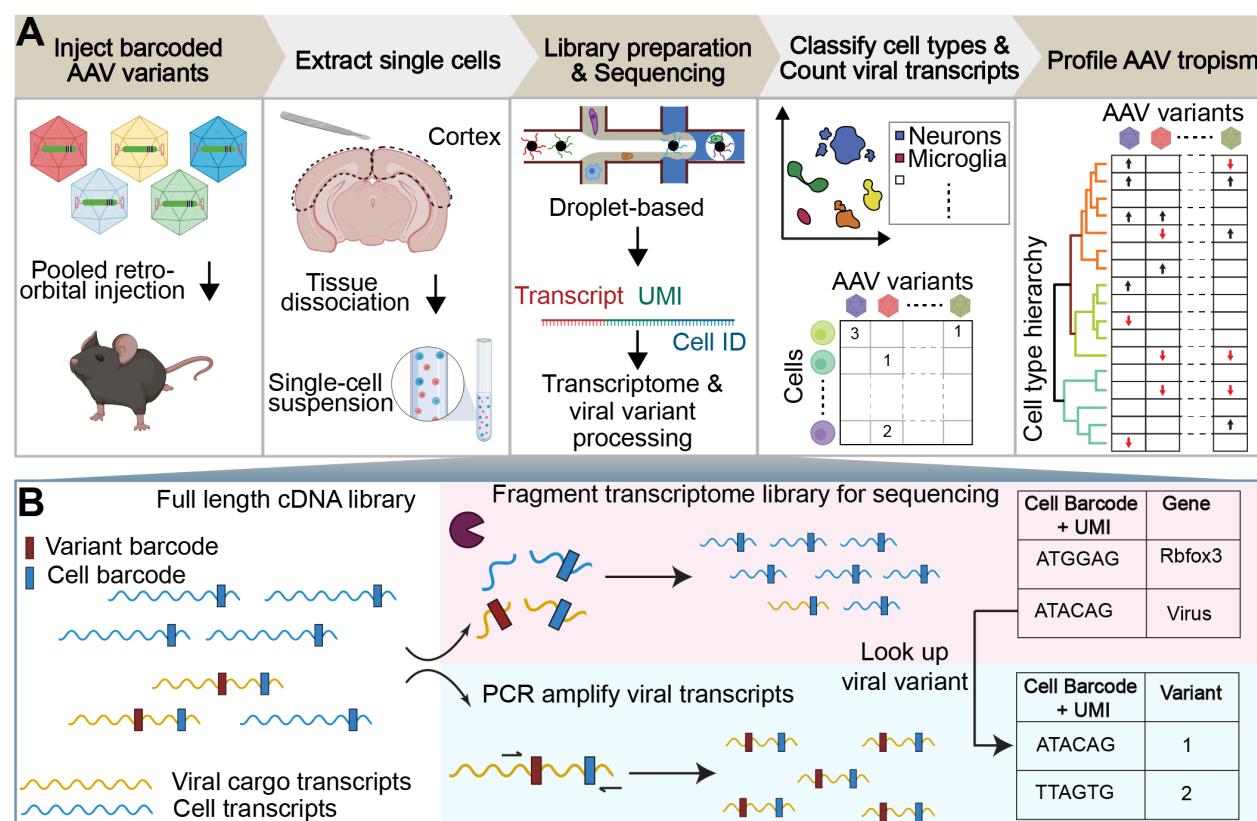 A
Inject barcoded
AAV variants
Extract single cells
Library preparation
& Sequencing
Classify cell types &
Count viral transcripts
Profile AAV tropism
Pooled retro-
orbital injection
Cortex
Tissue
dissociation
Single-cell
suspension
Droplet-based
Transcript UMI
Cell ID
Transcriptome &
viral variant
processing
Neurons
Microglia
AAV variants
Cells
3 1
1
2
AAV variants
Cell type hierarchy
B
Full length cDNA library
Variant barcode
Cell barcode
Viral cargo transcripts
Cell transcripts
Fragment transcriptome library for sequencing
Cell Barcode
+ UMI
Gene
ATGGAG Rbfox3
ATACAG Virus
Look up
viral variant
PCR amplify viral transcripts
Cell Barcode
+ UMI
Variant
ATACAG 1
TTAGTG 2